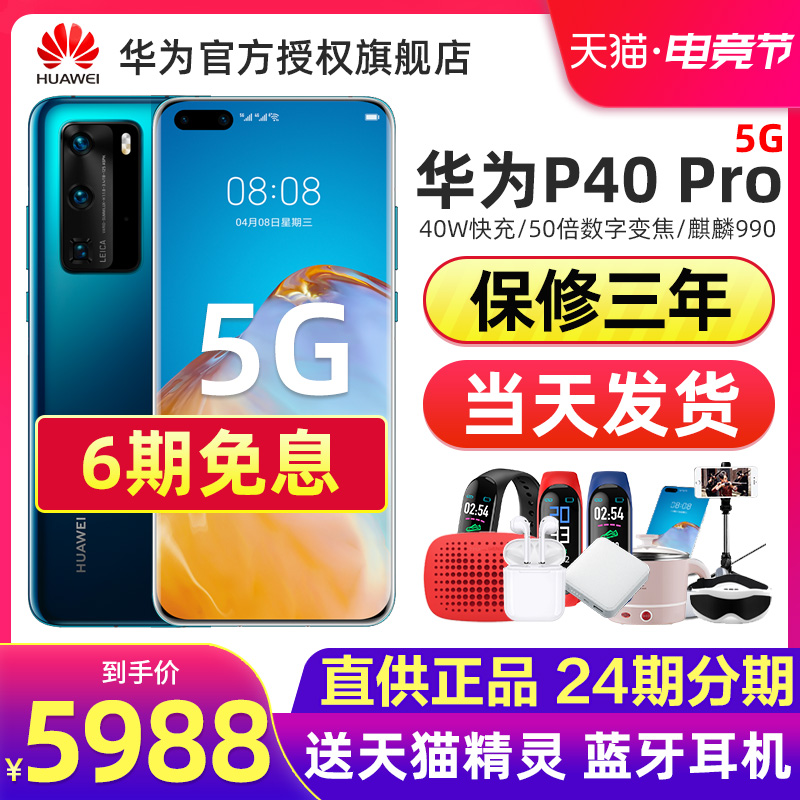 HUAWEI
华为官方授权旗舰店
天猫·电竞节
5G
华为P40 Pro
40W快充/50倍数字变焦/麒麟990
08:08
04月08日星期三
LEICA
5G
保修三年
当天发货
6期免息
HUAWEI
02:54
02:54
到手价
¥5988
直供正品 24期分期
送天猫精灵 蓝牙耳机